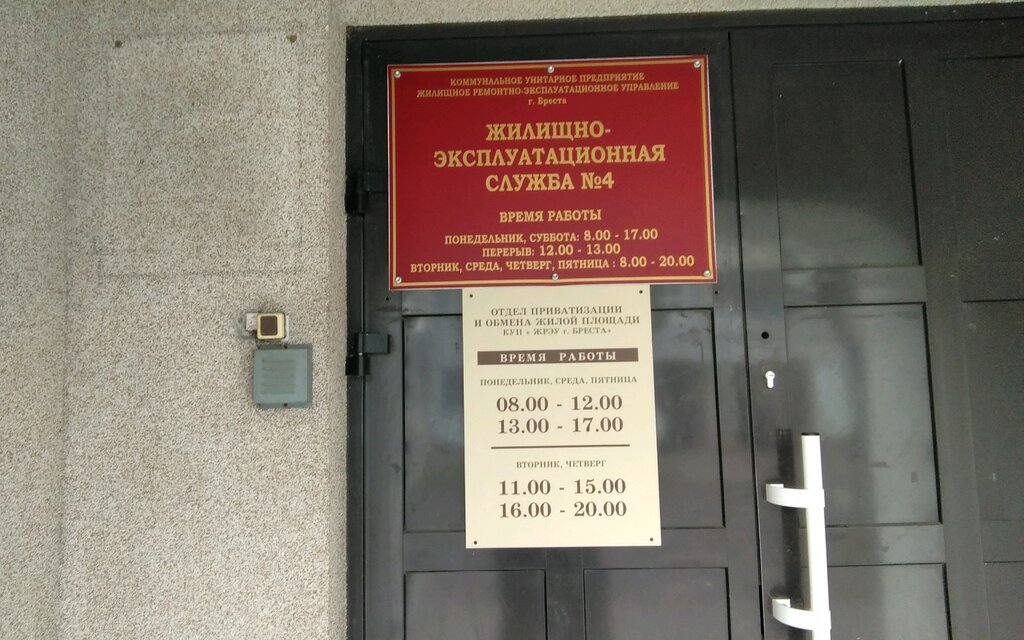 КОММУНАЛЬНОЕ УНИТАРНОЕ ПРЕДПРИЯТИЕ
ЖИЛИЩНОЕ РЕМОНТНО-ЭКСПЛУАТАЦИОННОЕ УПРАВЛЕНИЕ
г. Бреста
ЖИЛИЩНО-
ЭКСПЛУАТАЦИОННАЯ
СЛУЖБА №4
ВРЕМЯ РАБОТЫ
ПОНЕДЕЛЬНИК, СУББОТА: 8.00 - 17.00
ПЕРЕРЫВ: 12.00 - 13.00
ВТОРНИК, СРЕДА, ЧЕТВЕРГ, ПЯТНИЦА : 8.00 - 20.00
ОТДЕЛ ПРИВАТИЗАЦИИ
И ОБМЕНА ЖИЛОЙ ПЛОЩАДИ
КУП « ЖРЭУ г. БРЕСТА»
ВРЕМЯ РАБОТЫ
ПОНЕДЕЛЬНИК, СРЕДА, ПЯТНИЦА
08.00 - 12.00
13.00 - 17.00
ВТОРНИК, ЧЕТВЕРГ
11.00 - 15.00
16.00 - 20.00